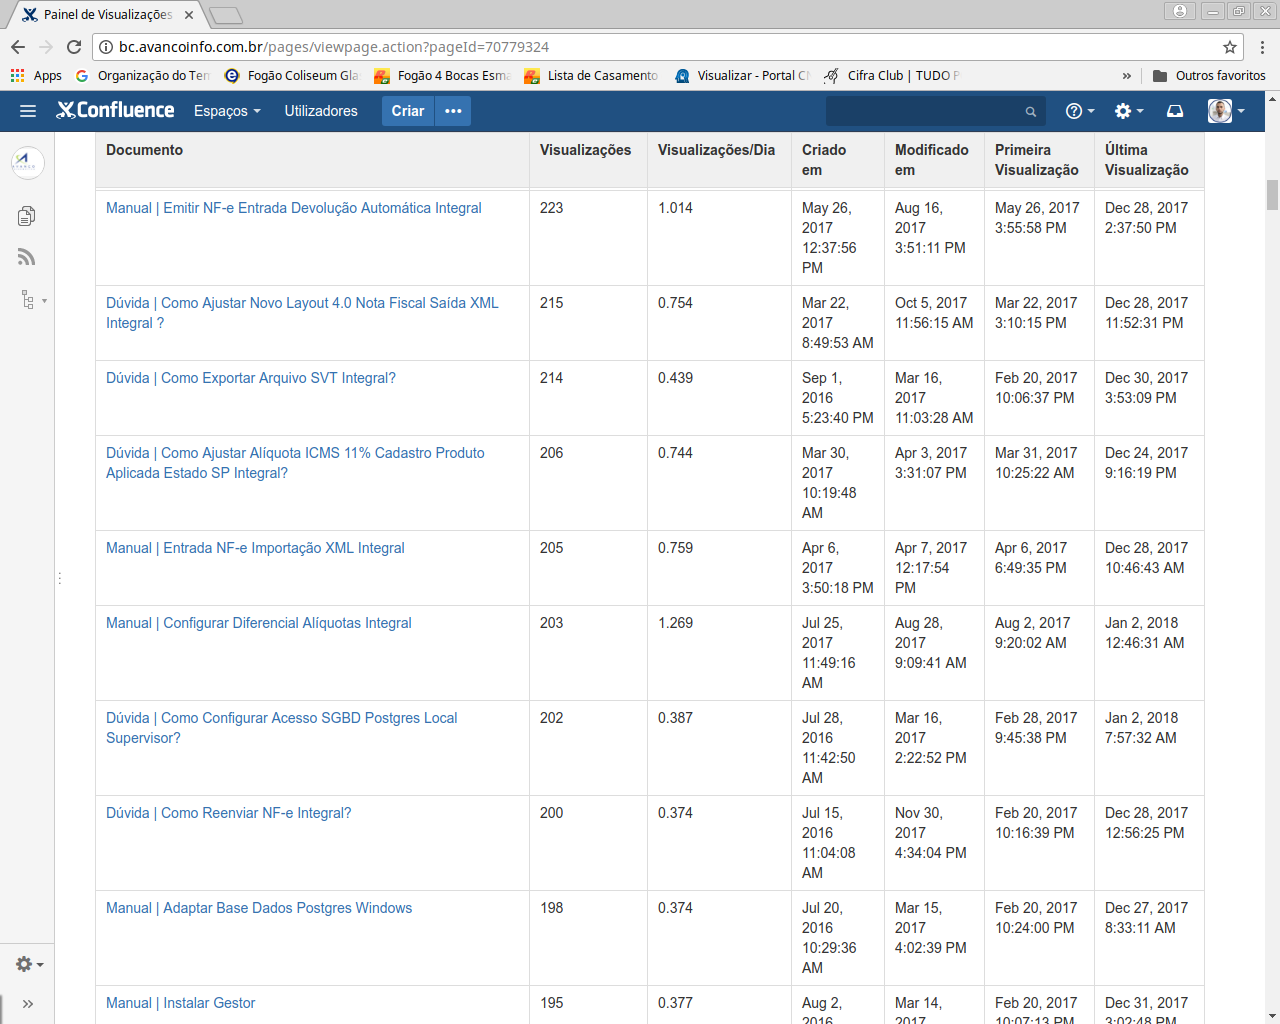 Painel de Visualizações
bc.avancoinfo.com.br/pages/viewpage.action?pageId=70779324
Apps Organização do Ter Fogão Coliseum Gla Fogão 4 Bocas Esma Lista de Casamento Visualizar - Portal C Cifra Club | TUDO P » Outros favoritos
Confluence Espaços Utilizadores Criar •••
Documento Visualizações Visualizações/Dia Criado em Modificado em Primeira Visualização Última Visualização
Manual | Emitir NF-e Entrada Devolução Automática Integral 223 1.014 May 26, 2017 12:37:56 PM Aug 16, 2017 3:51:11 PM May 26, 2017 3:55:58 PM Dec 28, 2017 2:37:50 PM
Dúvida | Como Ajustar Novo Layout 4.0 Nota Fiscal Saída XML Integral ? 215 0.754 Mar 22, 2017 8:49:53 AM Oct 5, 2017 11:56:15 AM Mar 22, 2017 3:10:15 PM Dec 28, 2017 11:52:31 PM
Dúvida | Como Exportar Arquivo SVT Integral? 214 0.439 Sep 1, 2016 5:23:40 PM Mar 16, 2017 11:03:28 AM Feb 20, 2017 10:06:37 PM Dec 30, 2017 3:53:09 PM
Dúvida | Como Ajustar Alíquota ICMS 11% Cadastro Produto Aplicada Estado SP Integral? 206 0.744 Mar 30, 2017 10:19:48 AM Apr 3, 2017 3:31:07 PM Mar 31, 2017 10:25:22 AM Dec 24, 2017 9:16:19 PM
Manual | Entrada NF-e Importação XML Integral 205 0.759 Apr 6, 2017 3:50:18 PM Apr 7, 2017 12:17:54 PM Apr 6, 2017 6:49:35 PM Dec 28, 2017 10:46:43 AM
Manual | Configurar Diferencial Alíquotas Integral 203 1.269 Jul 25, 2017 11:49:16 AM Aug 28, 2017 9:09:41 AM Aug 2, 2017 9:20:02 AM Jan 2, 2018 12:46:31 AM
Dúvida | Como Configurar Acesso SGBD Postgres Local Supervisor? 202 0.387 Jul 28, 2016 11:42:50 AM Mar 16, 2017 2:22:52 PM Feb 28, 2017 9:45:38 PM Jan 2, 2018 7:57:32 AM
Dúvida | Como Reenviar NF-e Integral? 200 0.374 Jul 15, 2016 11:04:08 AM Nov 30, 2017 4:34:04 PM Feb 20, 2017 10:16:39 PM Dec 28, 2017 12:56:25 PM
Manual | Adaptar Base Dados Postgres Windows 198 0.374 Jul 20, 2016 10:29:36 AM Mar 15, 2017 4:02:39 PM Feb 20, 2017 10:24:00 PM Dec 27, 2017 8:33:11 AM
Manual | Instalar Gestor 195 0.377 Aug 2, 2016 Mar 14, 2017 Feb 20, 2017 10:07:13 PM Dec 31, 2017 3:02:48 PM